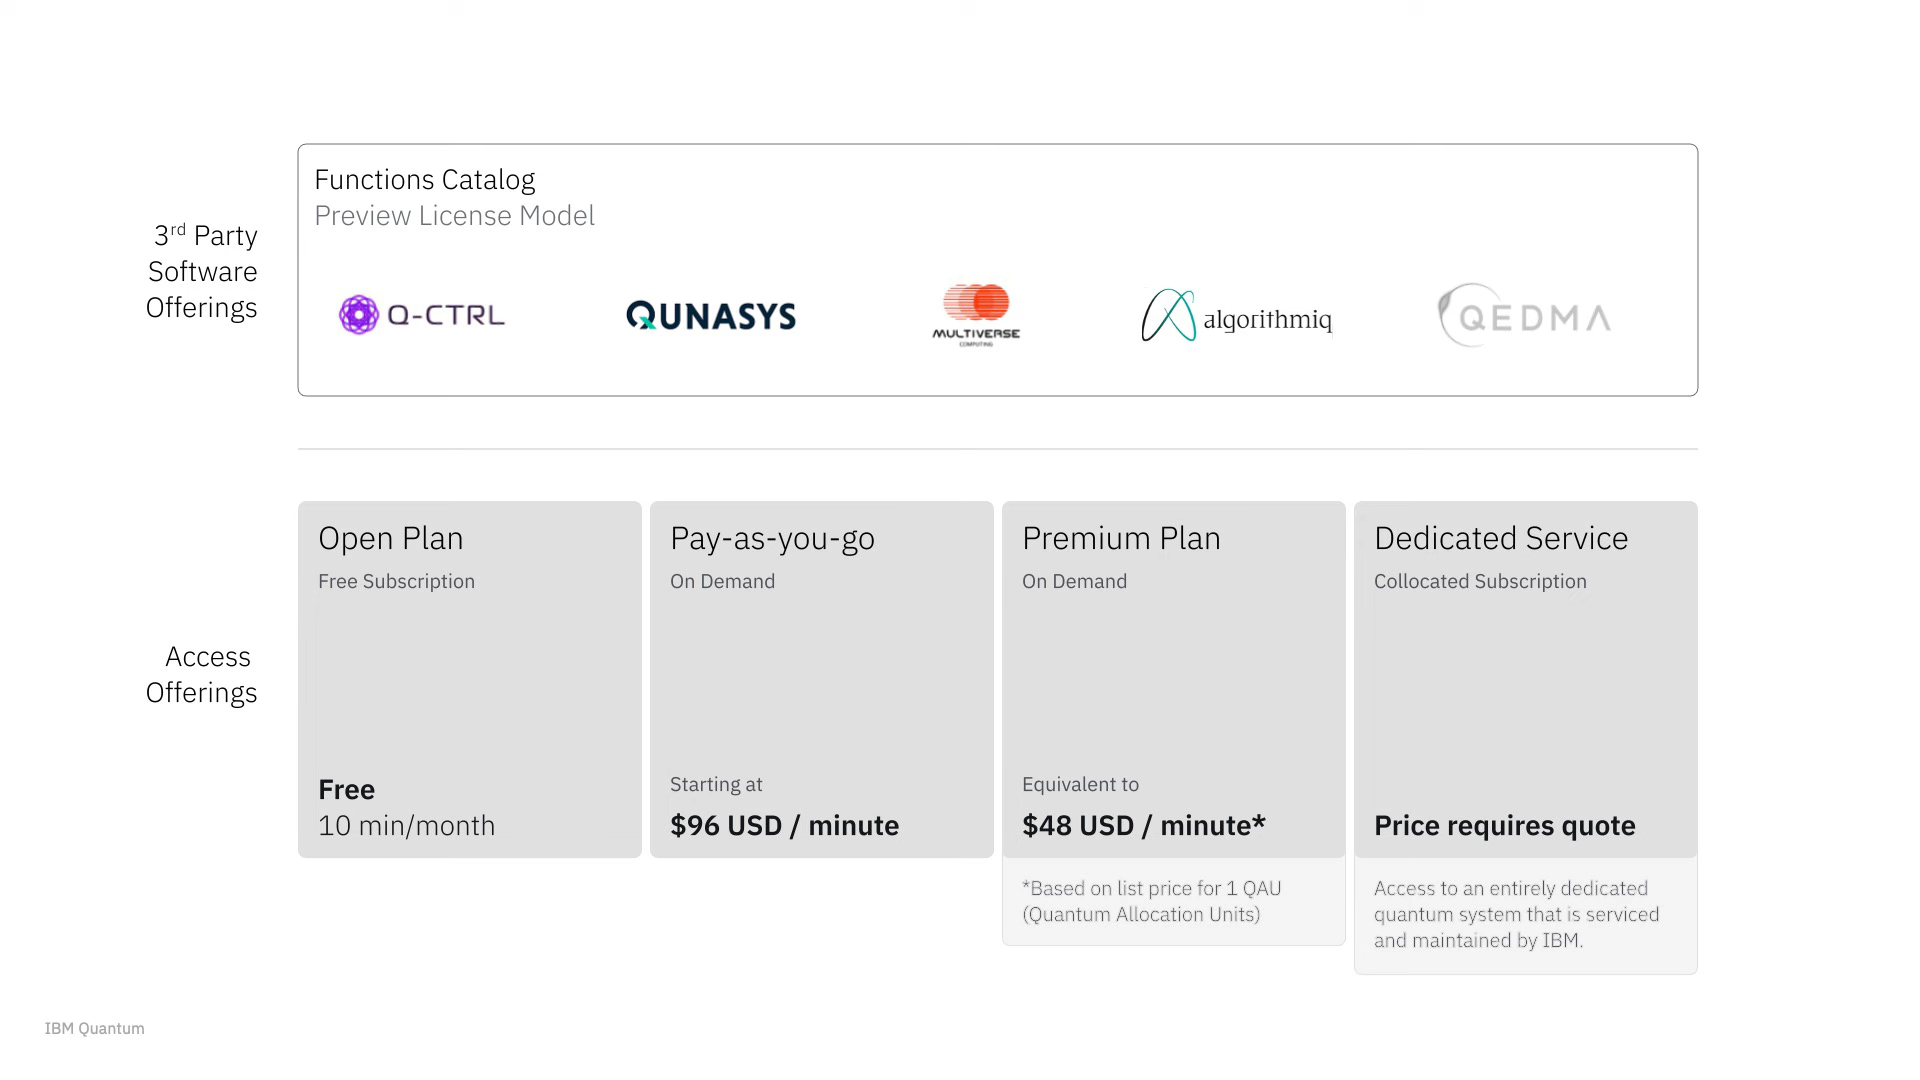 3rd Party
Software
Offerings
Functions Catalog
Preview License Model
Q-CTRL
QUNASYS
MULTIVERSE
COMPUTING
algorithmiq
QEDMA
Access
Offerings
Open Plan
Free Subscription
Free
10 min/month
Pay-as-you-go
On Demand
Starting at
$96 USD / minute
Premium Plan
On Demand
Equivalent to
$48 USD / minute*
*Based on list price for 1 QAU
(Quantum Allocation Units)
Dedicated Service
Collocated Subscription
Price requires quote
Access to an entirely dedicated
quantum system that is serviced
and maintained by IBM.
IBM Quantum